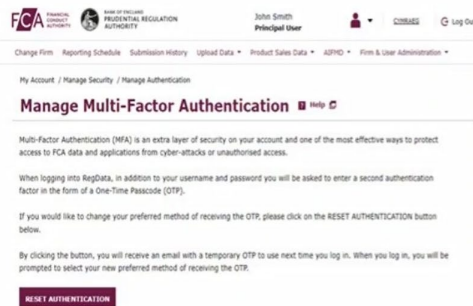 FCA FINANCIAL CONDUCT AUTHORITY
BANK OF ENGLAND
PRUDENTIAL REGULATION
AUTHORITY
John Smith
Principal User
CYMRAEG
Log Ou
Change Firm Reporting Schedule Submission History Upload Data Product Sales Data AIFMD Firm & User Administration
My Account / Manage Security / Manage Authentication
Manage Multi-Factor Authentication ? Help
Multi-Factor Authentication (MFA) is an extra layer of security on your account and one of the most effective ways to protect
access to FCA data and applications from cyber-attacks or unauthorised access.
When logging into RegData, in addition to your username and password you will be asked to enter a second authentication
factor in the form of a One-Time Passcode (OTP).
If you would like to change your preferred method of receiving the OTP, please click on the RESET AUTHENTICATION button
below.
By clicking the button, you will receive an email with a temporary OTP to use next time you log in. When you log in, you will be
prompted to select your new preferred method of receiving the OTP.
RESET AUTHENTICATION